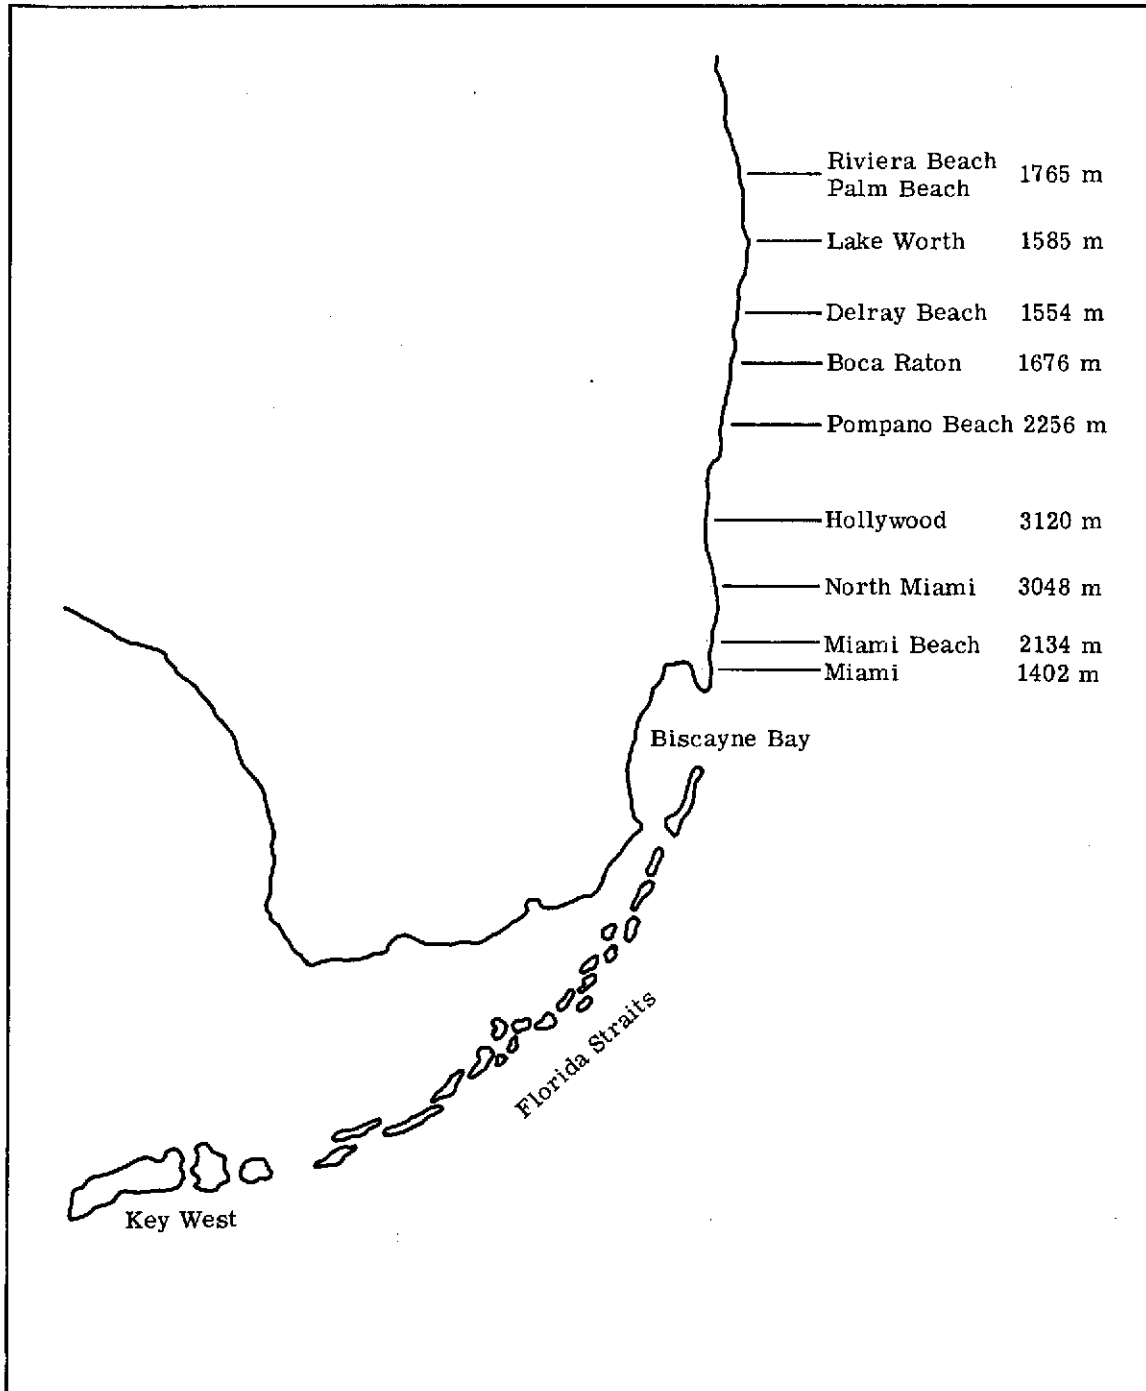 Riviera Beach
Palm Beach 1765 m
Lake Worth 1585 m
Delray Beach 1554 m
Boca Raton 1676 m
Pompano Beach 2256 m
Hollywood 3120 m
North Miami 3048 m
Miami Beach 2134 m
Miami 1402 m
Biscayne Bay
Florida Straits
Key West